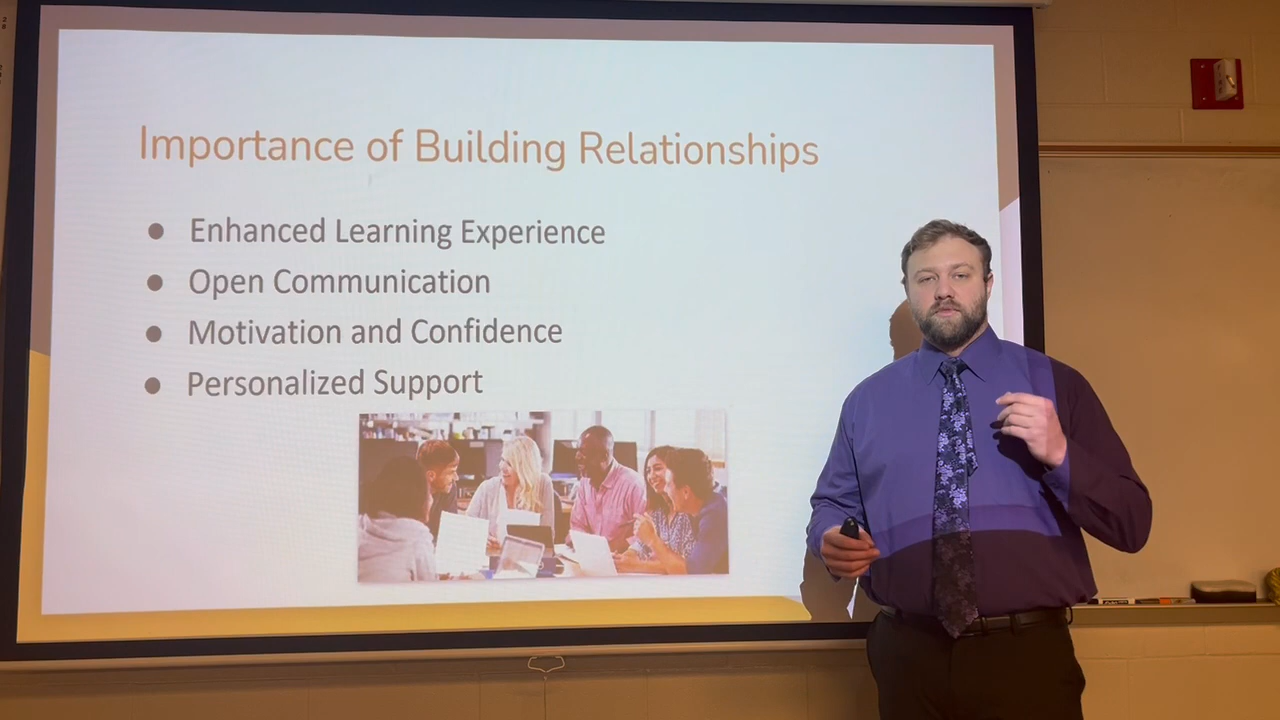 Importance of Building Relationships
● Enhanced Learning Experience
● Open Communication
● Motivation and Confidence
● Personalized Support